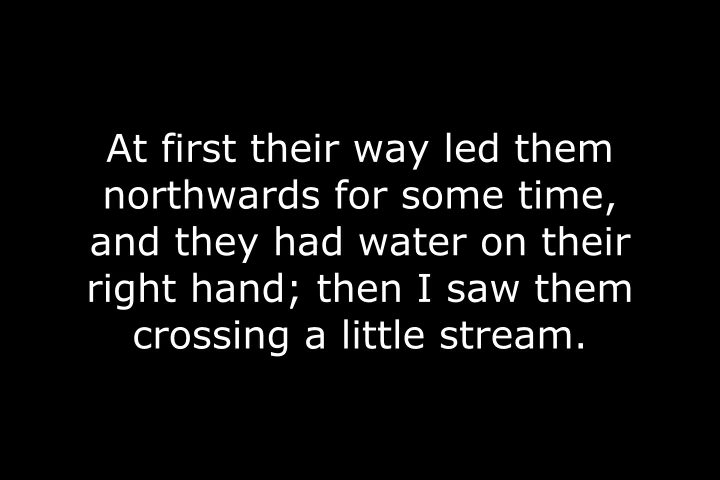 At first their way led them
northwards for some time,
and they had water on their
right hand; then I saw them
crossing a little stream.